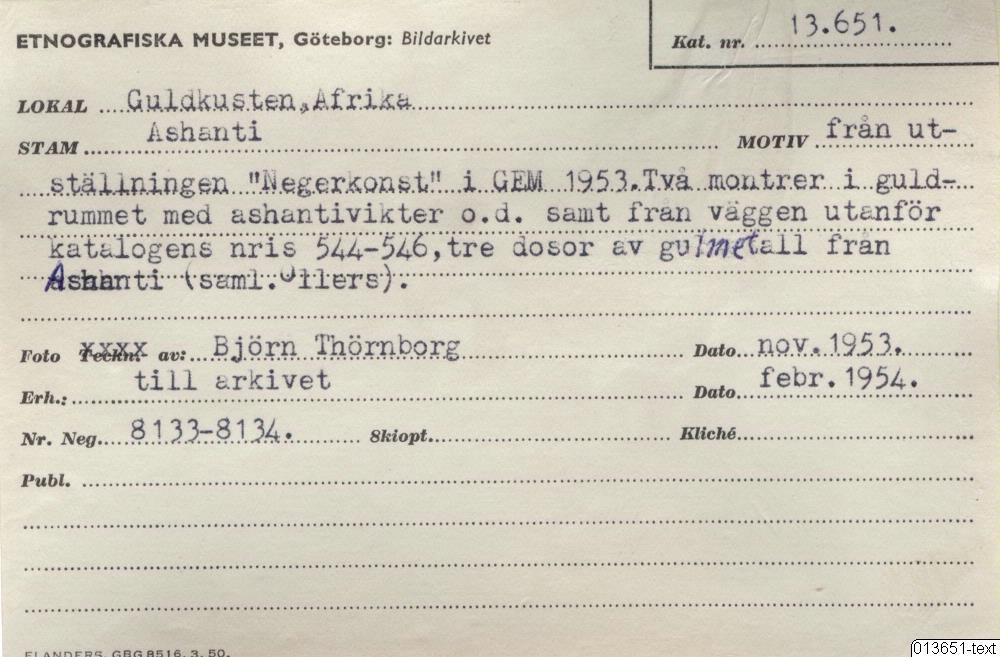 ETNOGRAFISKA MUSEET, Göteborg: Bildarkivet
Kat. nr. 13.651.
LOKAL Guldkusten, Afrika
STAM Ashanti MOTIV från ut-
ställningen "Negerkonst" i GEM 1953. Två montrer i guld-
rummet med ashantivikter o.d. samt från väggen utanför
katalogens nris 544-546, tre dosor av gulmetall från
Ashanti (saml. Ollers).
Foto Teckn. av: Björn Thörnborg Dato nov. 1953.
Erh.: till arkivet Dato febr. 1954.
Nr. Neg. 8133-8134. Skiopt. Kliché
Publ.
ELANDERS, GBG 8516. 3. 50.
013651-text